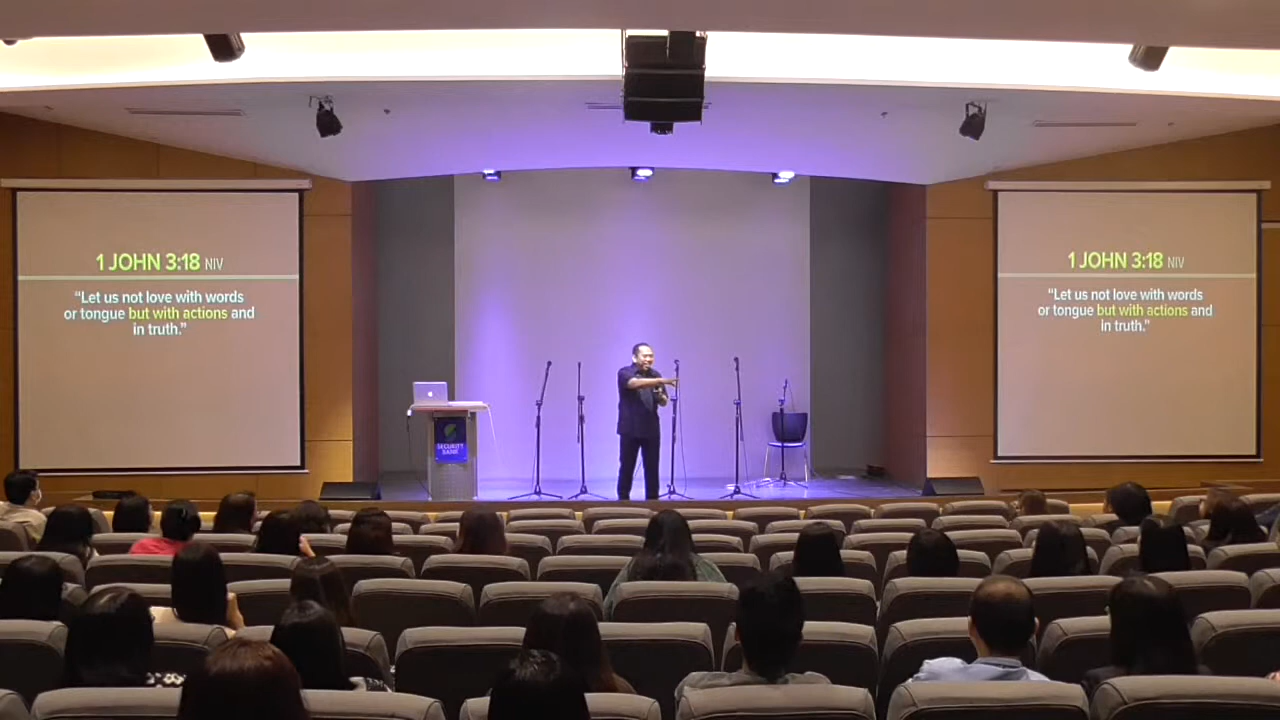 1 JOHN 3:18 NIV
“Let us not love with words
or tongue but with actions and
in truth.”
SECURITY
BANK
1 JOHN 3:18 NIV
“Let us not love with words
or tongue but with actions and
in truth.”